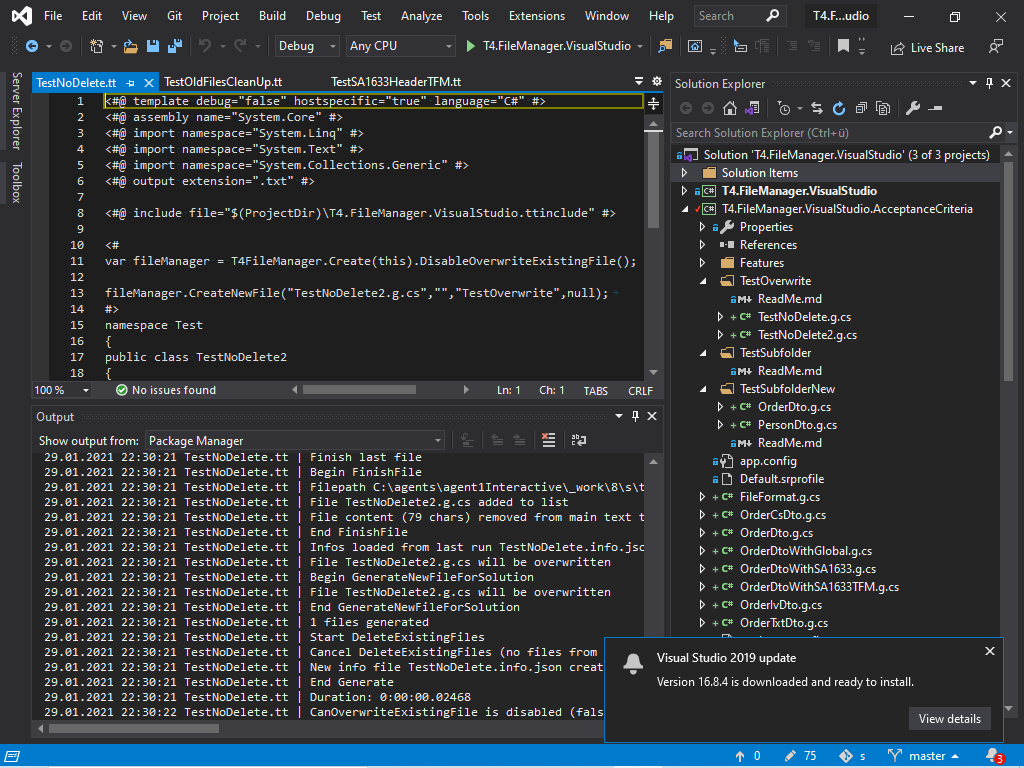 File Edit View Git Project Build Debug Test Analyze Tools Extensions Window Help Search T4.F...udio
Debug Any CPU T4.FileManager.VisualStudio Live Share
Server Explorer
Toolbox
TestNoDelete.tt TestOldFilesCleanUp.tt TestSA1633HeaderTFM.tt
1 <#@ template debug="false" hostspecific="true" language="C#" #>
2 <#@ assembly name="System.Core" #>
3 <#@ import namespace="System.Linq" #>
4 <#@ import namespace="System.Text" #>
5 <#@ import namespace="System.Collections.Generic" #>
6 <#@ output extension=".txt" #>
7
8 <#@ include file="$(ProjectDir)\T4.FileManager.VisualStudio.ttinclude" #>
9
10 <#
11 var fileManager = T4FileManager.Create(this).DisableOverwriteExistingFile();
12
13 fileManager.CreateNewFile("TestNoDelete2.g.cs","","TestOverwrite",null);
14 #>
15 namespace Test
16 {
17 public class TestNoDelete2
18 {
100 % No issues found Ln: 1 Ch: 1 TABS CRLF
Output
Show output from: Package Manager
29.01.2021 22:30:21 TestNoDelete.tt | Finish last file
29.01.2021 22:30:21 TestNoDelete.tt | Begin FinishFile
29.01.2021 22:30:21 TestNoDelete.tt | Filepath C:\agents\agent1Interactive\_work\8\s\t
29.01.2021 22:30:21 TestNoDelete.tt | File TestNoDelete2.g.cs added to list
29.01.2021 22:30:21 TestNoDelete.tt | File content (79 chars) removed from main text t
29.01.2021 22:30:21 TestNoDelete.tt | End FinishFile
29.01.2021 22:30:21 TestNoDelete.tt | Infos loaded from last run TestNoDelete.info.jso
29.01.2021 22:30:21 TestNoDelete.tt | File TestNoDelete2.g.cs will be overwritten
29.01.2021 22:30:21 TestNoDelete.tt | Begin GenerateNewFileForSolution
29.01.2021 22:30:21 TestNoDelete.tt | File TestNoDelete2.g.cs will be overwritten
29.01.2021 22:30:21 TestNoDelete.tt | End GenerateNewFileForSolution
29.01.2021 22:30:21 TestNoDelete.tt | 1 files generated
29.01.2021 22:30:21 TestNoDelete.tt | Start DeleteExistingFiles
29.01.2021 22:30:21 TestNoDelete.tt | Cancel DeleteExistingFiles (no files from
29.01.2021 22:30:21 TestNoDelete.tt | New info file TestNoDelete.info.json creat
29.01.2021 22:30:21 TestNoDelete.tt | End Generate
29.01.2021 22:30:21 TestNoDelete.tt | Duration: 0:00:00.02468
29.01.2021 22:30:22 TestNoDelete.tt | CanOverwriteExistingFile is disabled (fals
Solution Explorer
Search Solution Explorer (Ctrl+ü)
Solution 'T4.FileManager.VisualStudio' (3 of 3 projects)
Solution Items
C# T4.FileManager.VisualStudio
C# T4.FileManager.VisualStudio.AcceptanceCriteria
Properties
References
Features
TestOverwrite
M+ ReadMe.md
+ C# TestNoDelete.g.cs
+ C# TestNoDelete2.g.cs
TestSubfolder
M+ ReadMe.md
TestSubfolderNew
+ C# OrderDto.g.cs
+ C# PersonDto.g.cs
M+ ReadMe.md
app.config
Default.srprofile
+ C# FileFormat.g.cs
+ C# OrderCsDto.g.cs
+ C# OrderDto.g.cs
+ C# OrderDtoWithGlobal.g.cs
+ C# OrderDtoWithSA1633.g.cs
+ C# OrderDtoWithSA1633TFM.g.cs
+ C# OrderIvDto.g.cs
+ C# OrderTxtDto.g.cs
Visual Studio 2019 update
Version 16.8.4 is downloaded and ready to install.
View details
0 75 s master 3